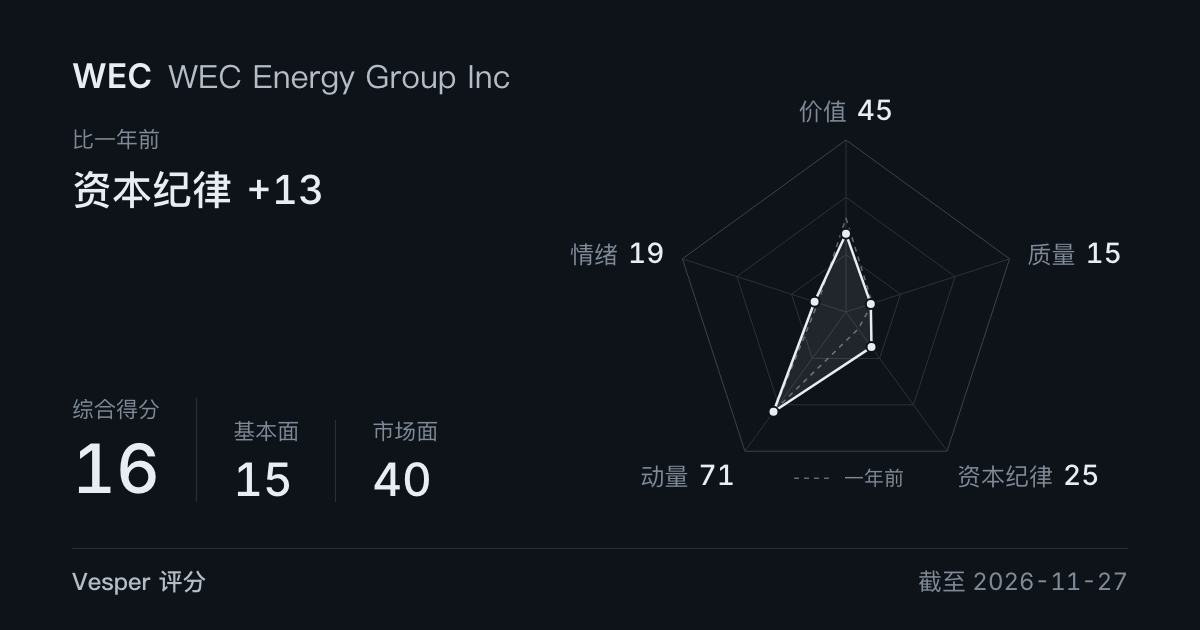 WEC WEC Energy Group Inc
比一年前
资本纪律 +13
价值 45
情绪 19
质量 15
动量 71
---- 一年前
资本纪律 25
综合得分
16
基本面
15
市场面
40
Vesper 评分
截至 2026-11-27